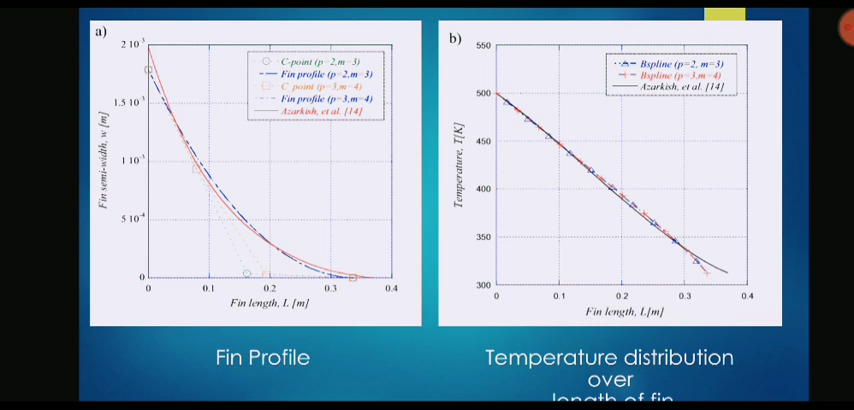 a)
2 10³
1.5 10⁻³
1 10⁻³
5 10⁻⁴
0
0 0.1 0.2 0.3 0.4
Fin semi-width, w [m]
Fin length, L [m]
C-point (p=2,m=3)
Fin profile (p=2,m=3)
C point (p=3,m=4)
Fin profile (p=3,m=4)
Azarkish, et al. [14]
b)
550
500
450
400
350
300
0 0.1 0.2 0.3 0.4
Temperature, T[K]
Fin length, L[m]
Bspline (p=2, m=3)
Bspline (p=3,m=4)
Azarkish, et al. [14]
Fin Profile
Temperature distribution
over
length of fin